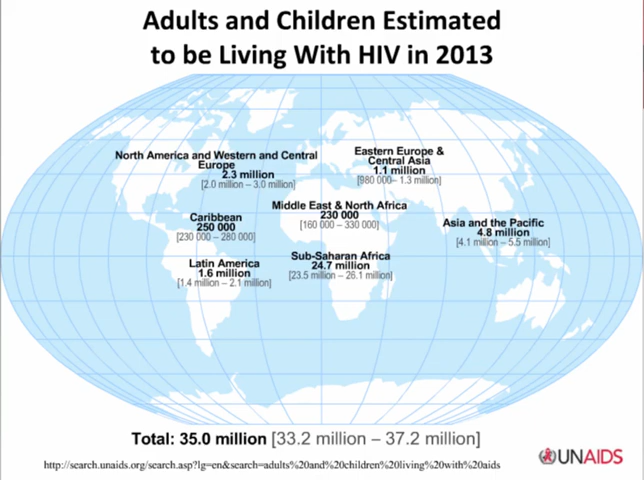 Adults and Children Estimated
to be Living With HIV in 2013
North America and Western and Central
Europe
2.3 million
[2.0 million – 3.0 million]
Eastern Europe &
Central Asia
1.1 million
[980 000– 1.3 million]
Middle East & North Africa
230 000
[160 000 – 330 000]
Caribbean
250 000
[230 000 – 280 000]
Asia and the Pacific
4.8 million
[4.1 million – 5.5 million]
Sub-Saharan Africa
24.7 million
[23.5 million – 26.1 million]
Latin America
1.6 million
[1.4 million – 2.1 million]
Total: 35.0 million [33.2 million – 37.2 million]
http://search.unaids.org/search.asp?lg=en&search=adults%20and%20children%20living%20with%20aids
UNAIDS